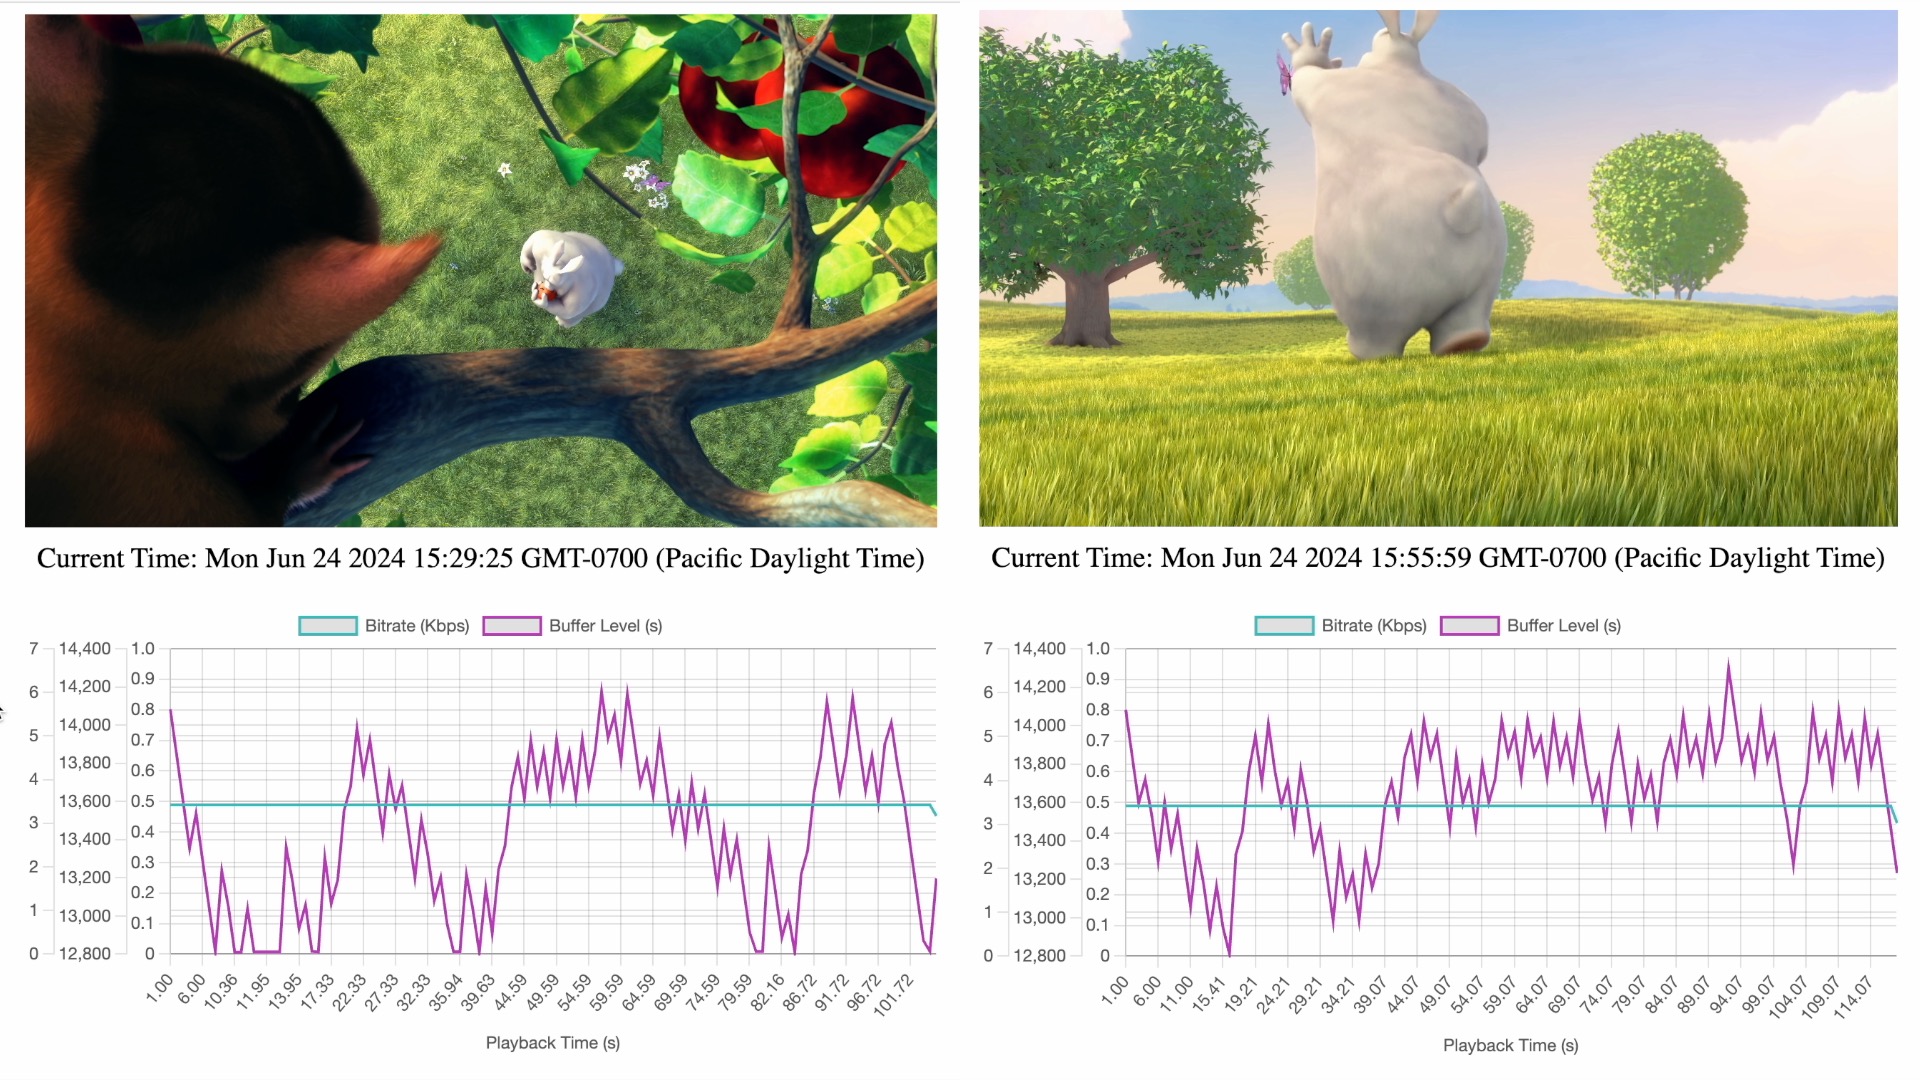 Current Time: Mon Jun 24 2024 15:29:25 GMT-0700 (Pacific Daylight Time)
Bitrate (Kbps) Buffer Level (s)
7 14,400 1.0
0.9
6 14,200
0.8
14,000
5 0.7
13,800
4 0.6
13,600 0.5
3
13,400 0.4
2 0.3
13,200
0.2
1 13,000
0.1
0 12,800 0
1.00 6.00 10.36 11.95 13.95 17.33 22.33 27.33 32.33 35.94 39.63 44.59 49.59 54.59 59.59 64.59 69.59 74.59 79.59 82.16 86.72 91.72 96.72 101.72
Playback Time (s)
Current Time: Mon Jun 24 2024 15:55:59 GMT-0700 (Pacific Daylight Time)
Bitrate (Kbps) Buffer Level (s)
7 14,400 1.0
0.9
6 14,200
0.8
14,000
5 0.7
13,800
4 0.6
13,600 0.5
3
13,400 0.4
2 0.3
13,200
0.2
1 13,000
0.1
0 12,800 0
1.00 6.00 11.00 15.41 19.21 24.21 29.21 34.21 39.07 44.07 49.07 54.07 59.07 64.07 69.07 74.07 79.07 84.07 89.07 94.07 99.07 104.07 109.07 114.07
Playback Time (s)